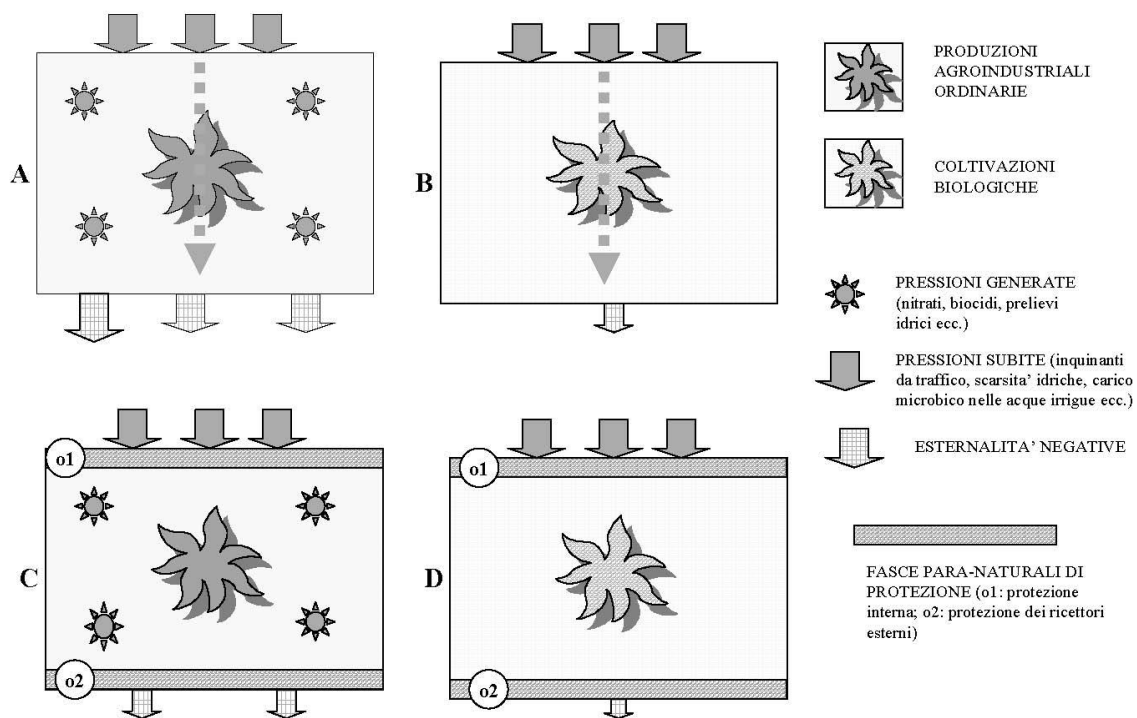 A
B
C
o1
o2
D
o1
o2
PRODUZIONI
AGROINDUSTRIALI
ORDINARIE
COLTIVAZIONI
BIOLOGICHE
PRESSIONI GENERATE
(nitrati, biocidi, prelievi
idrici ecc.)
PRESSIONI SUBITE (inquinanti
da traffico, scarsita' idriche, carico
microbico nelle acque irrigue ecc.)
ESTERNALITA' NEGATIVE
FASCE PARA-NATURALI DI
PROTEZIONE (o1: protezione
interna; o2: protezione dei ricettori
esterni)